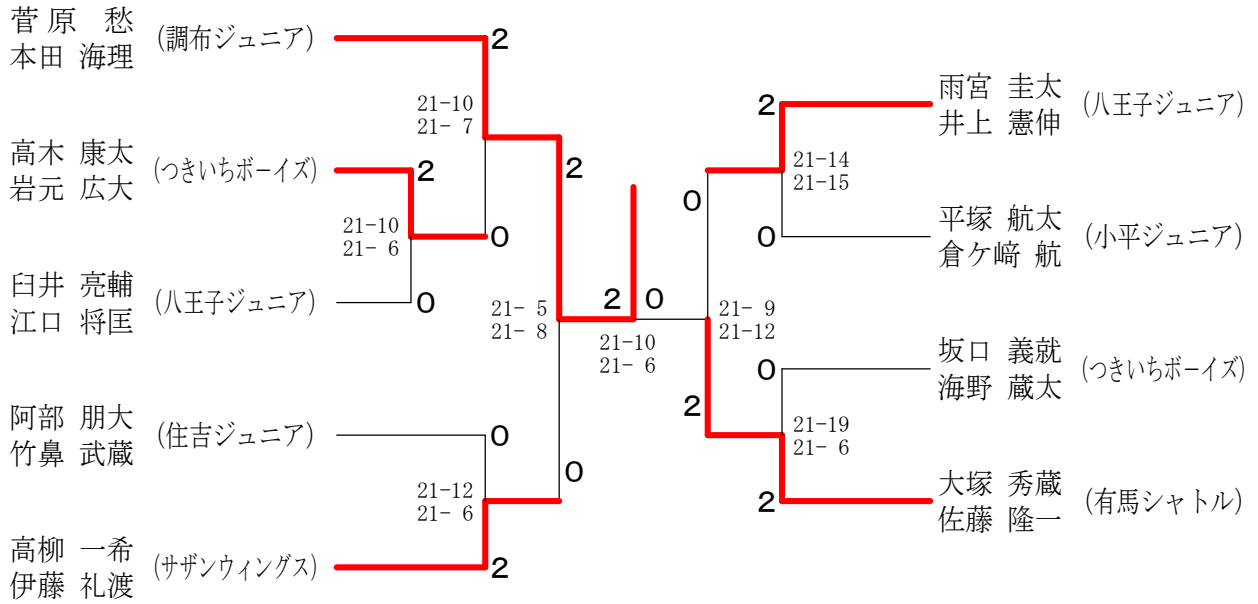 菅原 愁
本田 海理
(調布ジュニア)
2
21-10
21- 7
高木 康太
岩元 広大
(つきいちボーイズ)
2
21-10
21- 6
0
臼井 亮輔
江口 将匡
(八王子ジュニア)
0
2
21- 5
21- 8
阿部 朋大
竹鼻 武蔵
(住吉ジュニア)
0
21-12
21- 6
0
高柳 一希
伊藤 礼渡
(サザンウィングス)
2
2
0
21-10
21- 6
雨宮 圭太
井上 憲伸
(八王子ジュニア)
2
21-14
21-15
0
平塚 航太
倉ケ﨑 航
(小平ジュニア)
0
21- 9
21-12
坂口 義就
海野 蔵太
(つきいちボーイズ)
0
2
21-19
21- 6
大塚 秀蔵
佐藤 隆一
(有馬シャトル)
2